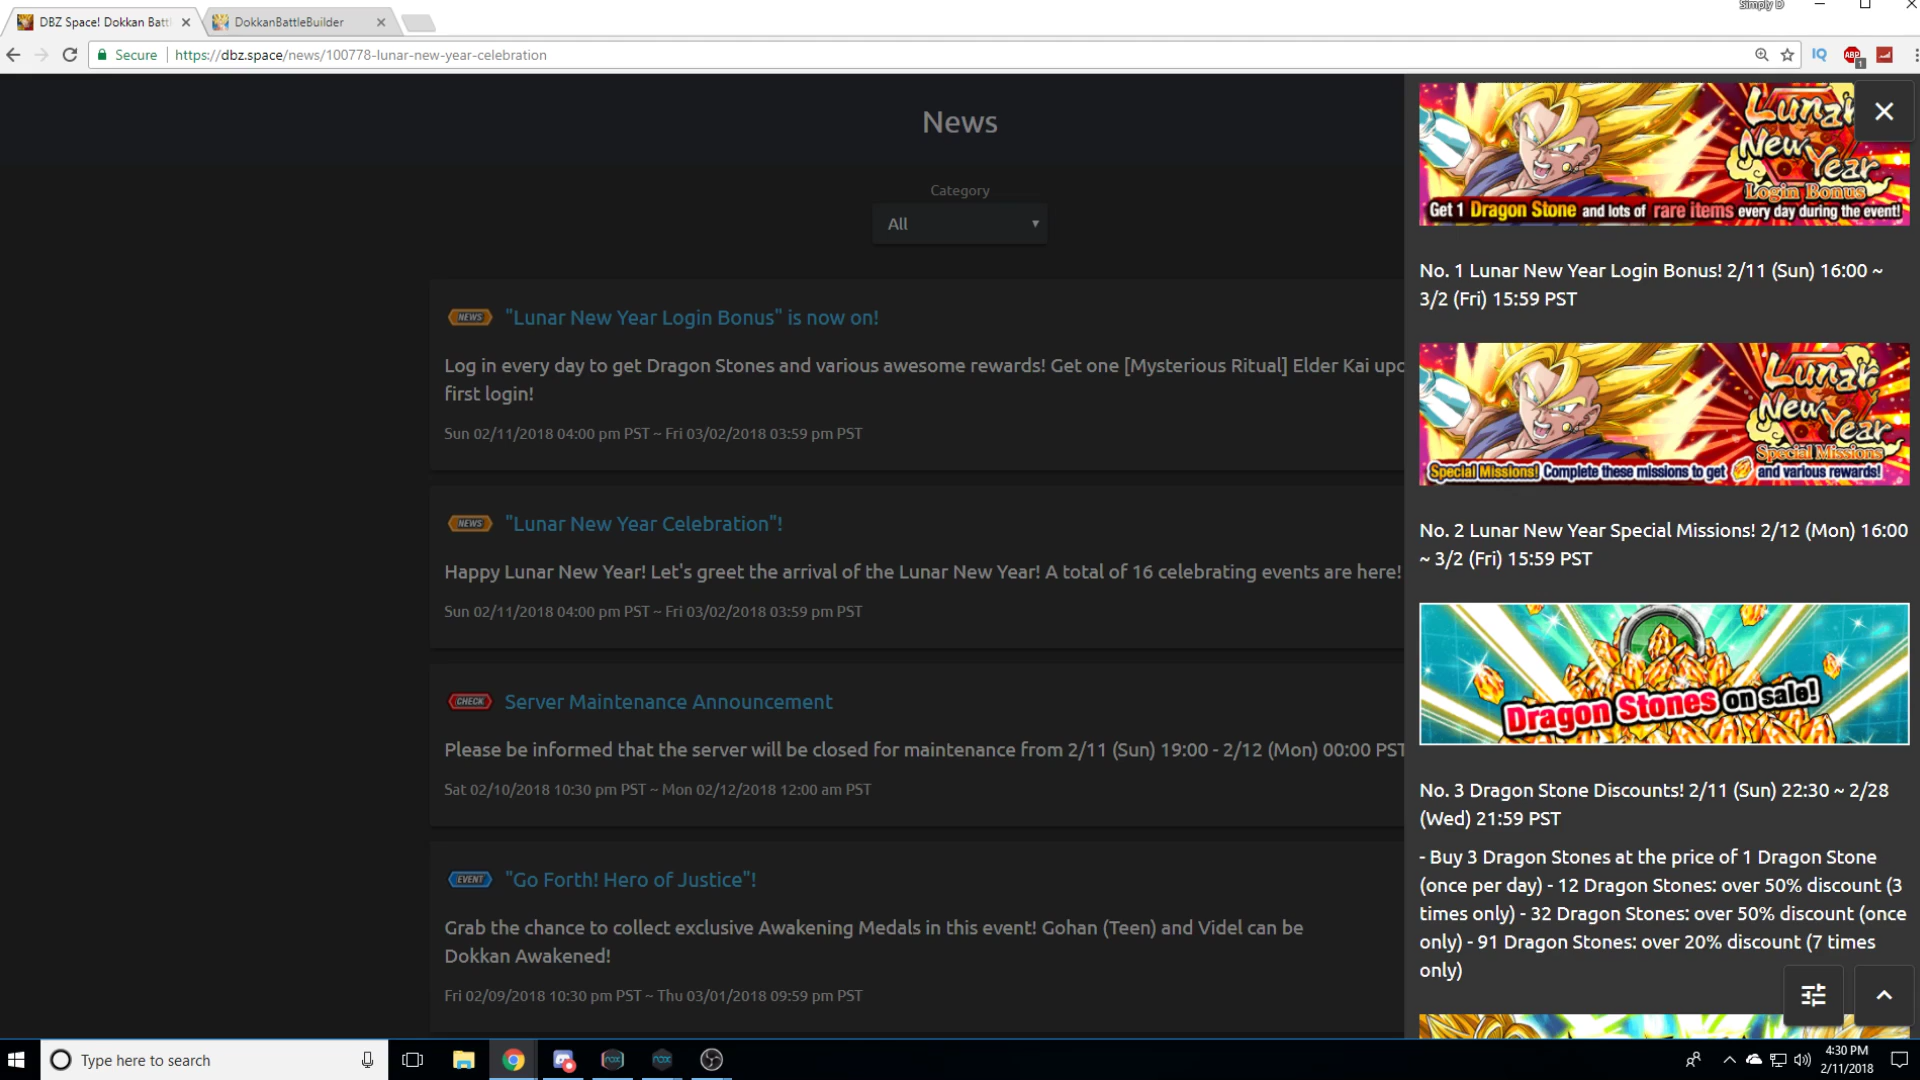 DBZ Space! Dokkan Battl
DokkanBattleBuilder
Simply D
Secure
https://dbz.space/news/100778-lunar-new-year-celebration
IQ
ABP
1
News
Category
All
NEWS
"Lunar New Year Login Bonus" is now on!
Log in every day to get Dragon Stones and various awesome rewards! Get one [Mysterious Ritual] Elder Kai upo
first login!
Sun 02/11/2018 04:00 pm PST ~ Fri 03/02/2018 03:59 pm PST
NEWS
"Lunar New Year Celebration"!
Happy Lunar New Year! Let's greet the arrival of the Lunar New Year! A total of 16 celebrating events are here!
Sun 02/11/2018 04:00 pm PST ~ Fri 03/02/2018 03:59 pm PST
CHECK
Server Maintenance Announcement
Please be informed that the server will be closed for maintenance from 2/11 (Sun) 19:00 - 2/12 (Mon) 00:00 PST
Sat 02/10/2018 10:30 pm PST ~ Mon 02/12/2018 12:00 am PST
EVENT
"Go Forth! Hero of Justice"!
Grab the chance to collect exclusive Awakening Medals in this event! Gohan (Teen) and Videl can be
Dokkan Awakened!
Fri 02/09/2018 10:30 pm PST ~ Thu 03/01/2018 09:59 pm PST
Lunar
New
Year
Login Bonus
Get 1 Dragon Stone and lots of rare items every day during the event!
No. 1 Lunar New Year Login Bonus! 2/11 (Sun) 16:00 ~
3/2 (Fri) 15:59 PST
Lunar
New
Year
Special Missions
Special Missions! Complete these missions to get and various rewards!
No. 2 Lunar New Year Special Missions! 2/12 (Mon) 16:00
~ 3/2 (Fri) 15:59 PST
Dragon Stones on sale!
No. 3 Dragon Stone Discounts! 2/11 (Sun) 22:30 ~ 2/28
(Wed) 21:59 PST
- Buy 3 Dragon Stones at the price of 1 Dragon Stone
(once per day) - 12 Dragon Stones: over 50% discount (3
times only) - 32 Dragon Stones: over 50% discount (once
only) - 91 Dragon Stones: over 20% discount (7 times
only)
Type here to search
nox
nox
4:30 PM
2/11/2018